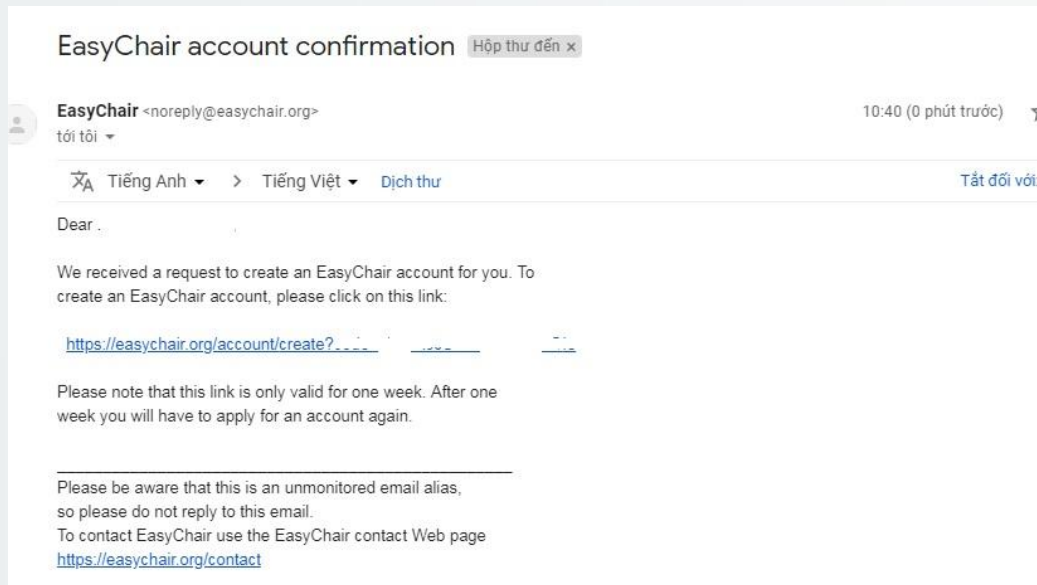 EasyChair account confirmation Hộp thư đến x
EasyChair <noreply@easychair.org> 10:40 (0 phút trước)
tới tôi
Tiếng Anh > Tiếng Việt Dịch thư Tắt đối với
Dear
We received a request to create an EasyChair account for you. To
create an EasyChair account, please click on this link:
https://easychair.org/account/create?
Please note that this link is only valid for one week. After one
week you will have to apply for an account again.
Please be aware that this is an unmonitored email alias,
so please do not reply to this email.
To contact EasyChair use the EasyChair contact Web page
https://easychair.org/contact